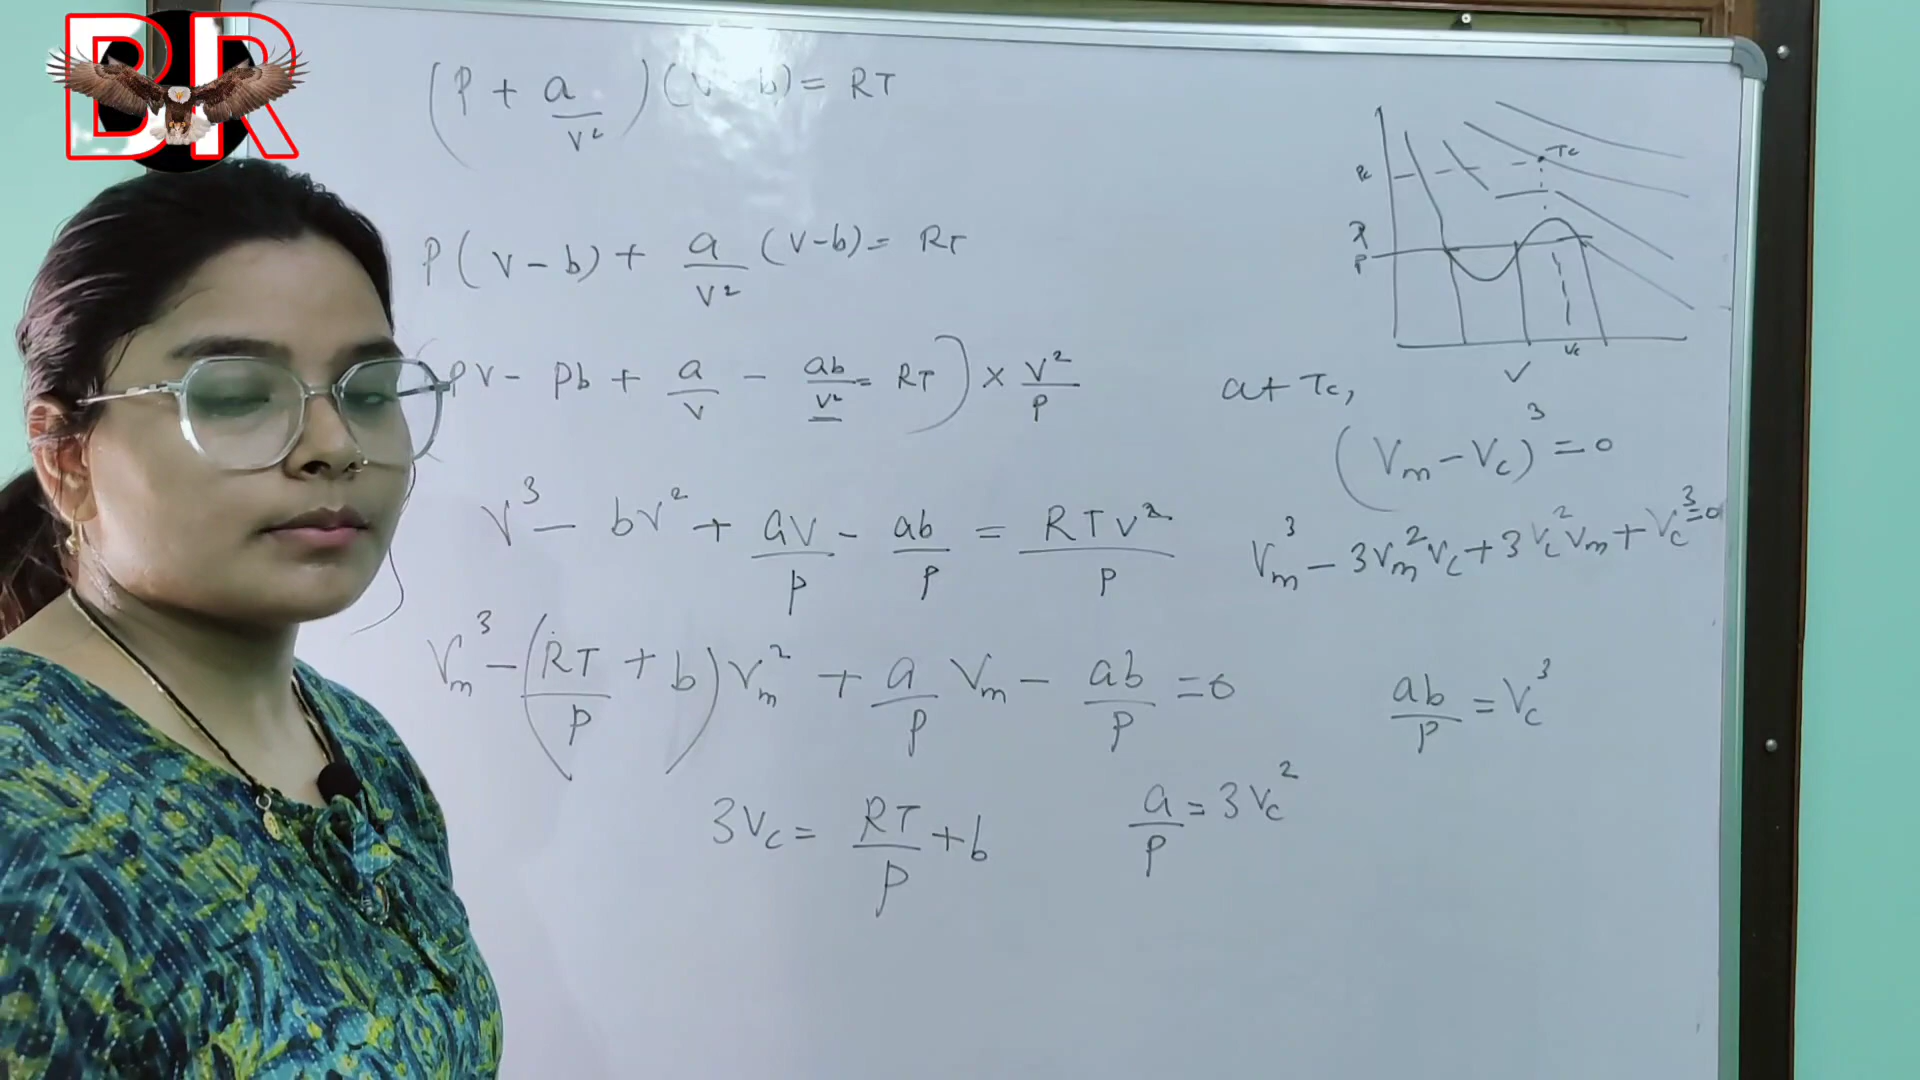 BR
(P + a/V²)(V - b) = RT
P(V - b) + a/V² (V-b) = RT
PV - Pb + a/V - ab/V² = RT) × V²/P
V³ - bV² + aV/P - ab/P = RTV²/P
Vm³ - (RT/P + b)Vm² + a/P Vm - ab/P = 0
3Vc = RT/P + b
a/P = 3Vc²
Pc
Tc
P
Vc
V
at Tc,
(Vm - Vc)³ = 0
Vm³ - 3Vm²Vc + 3Vc²Vm + Vc³ = 0
ab/P = Vc³